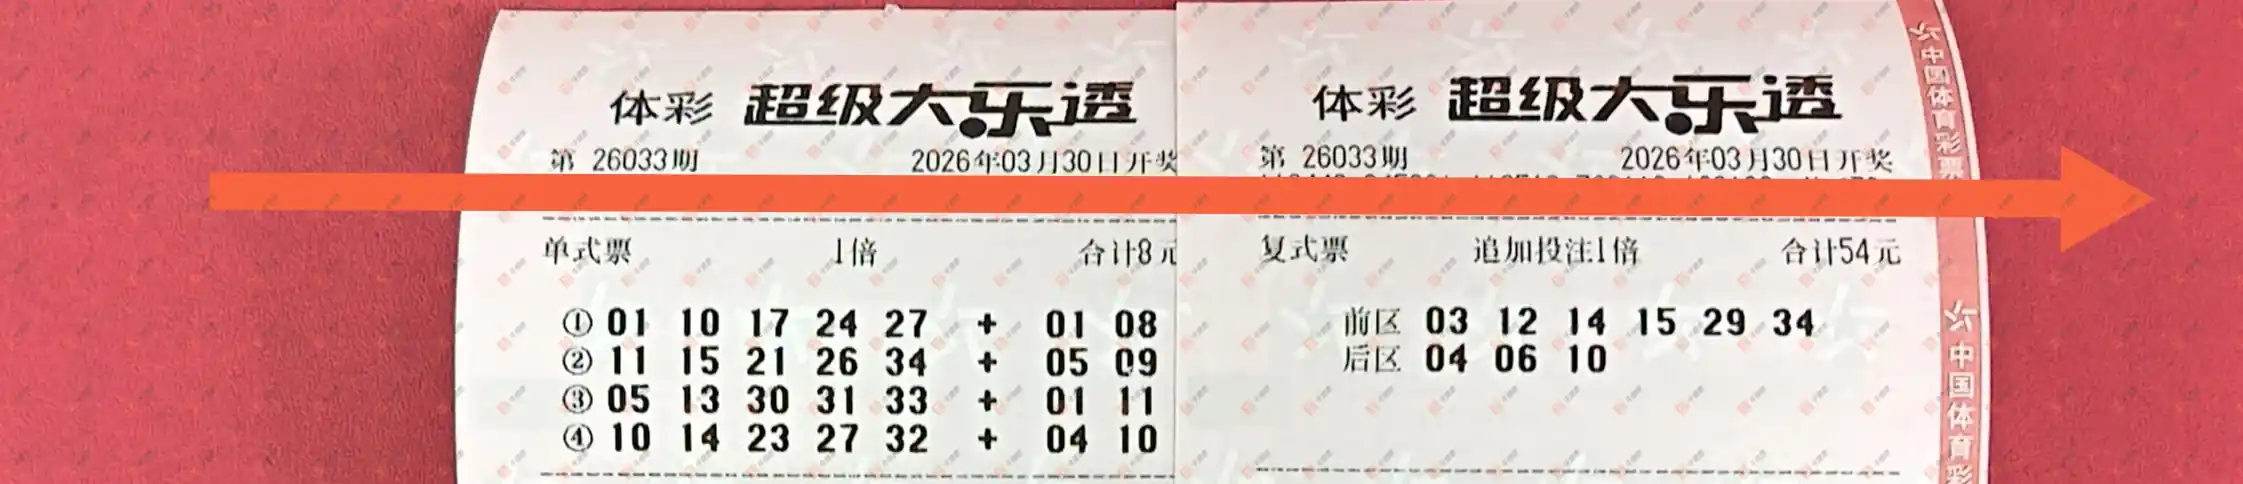 体彩 超级大乐透
第 26033期 2026年03月30日开奖
单式票 1倍 合计8元
① 01 10 17 24 27 + 01 08
② 11 15 21 26 34 + 05 09
③ 05 13 30 31 33 + 01 11
④ 10 14 23 27 32 + 04 10
体彩 超级大乐透
第 26033期 2026年03月30日开奖
复式票 追加投注1倍 合计54元
前区 03 12 14 15 29 34
后区 04 06 10
中国体育彩票
中国体育彩